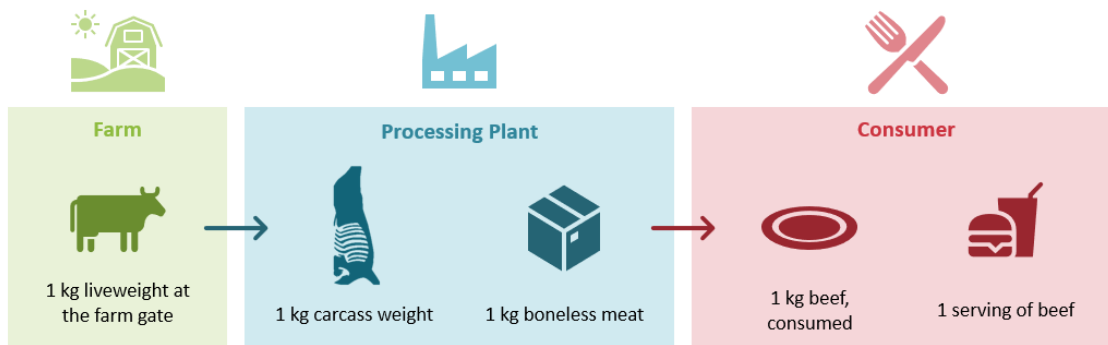 Farm
Processing Plant
Consumer
1 kg liveweight at
the farm gate
1 kg carcass weight
1 kg boneless meat
1 kg beef,
consumed
1 serving of beef